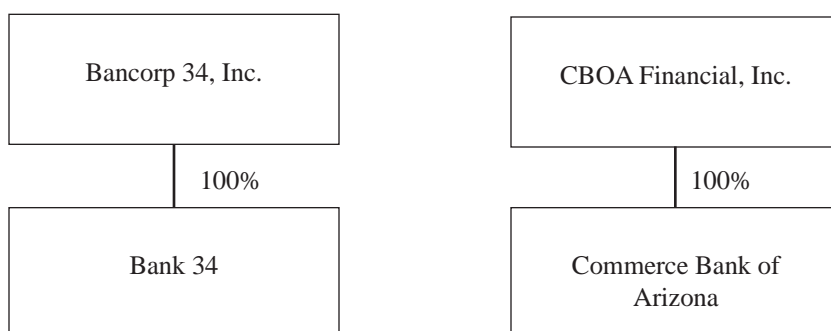 Bancorp 34, Inc.
CBOA Financial, Inc.
100%
100%
Bank 34
Commerce Bank of
Arizona